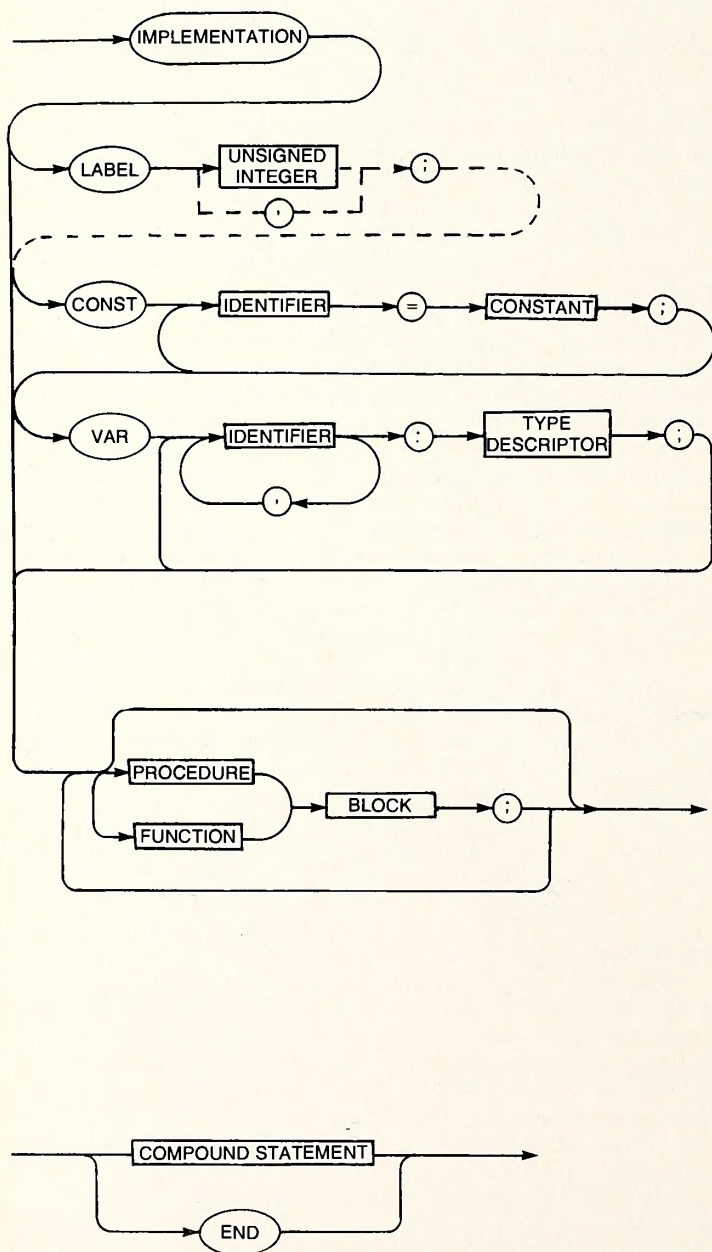 IMPLEMENTATION
LABEL UNSIGNED INTEGER ;
,
CONST IDENTIFIER = CONSTANT ;
VAR IDENTIFIER : TYPE DESCRIPTOR ;
,
PROCEDURE
BLOCK ;
FUNCTION
COMPOUND STATEMENT
END